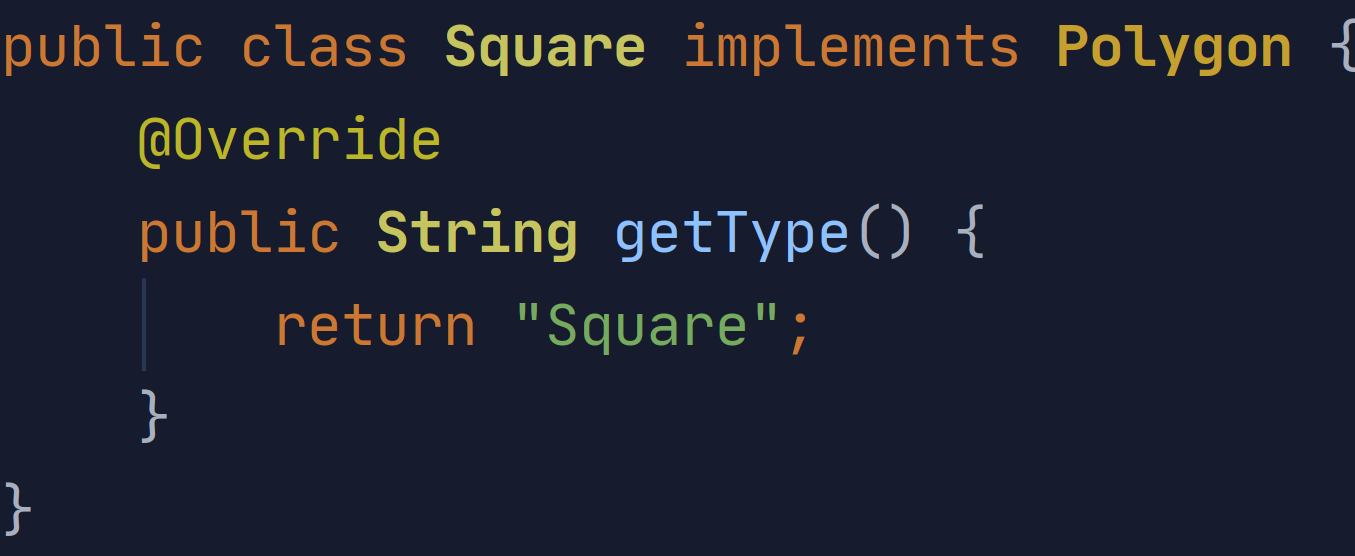 public class Square implements Polygon {
    @Override
    public String getType() {
        return "Square";
    }
}